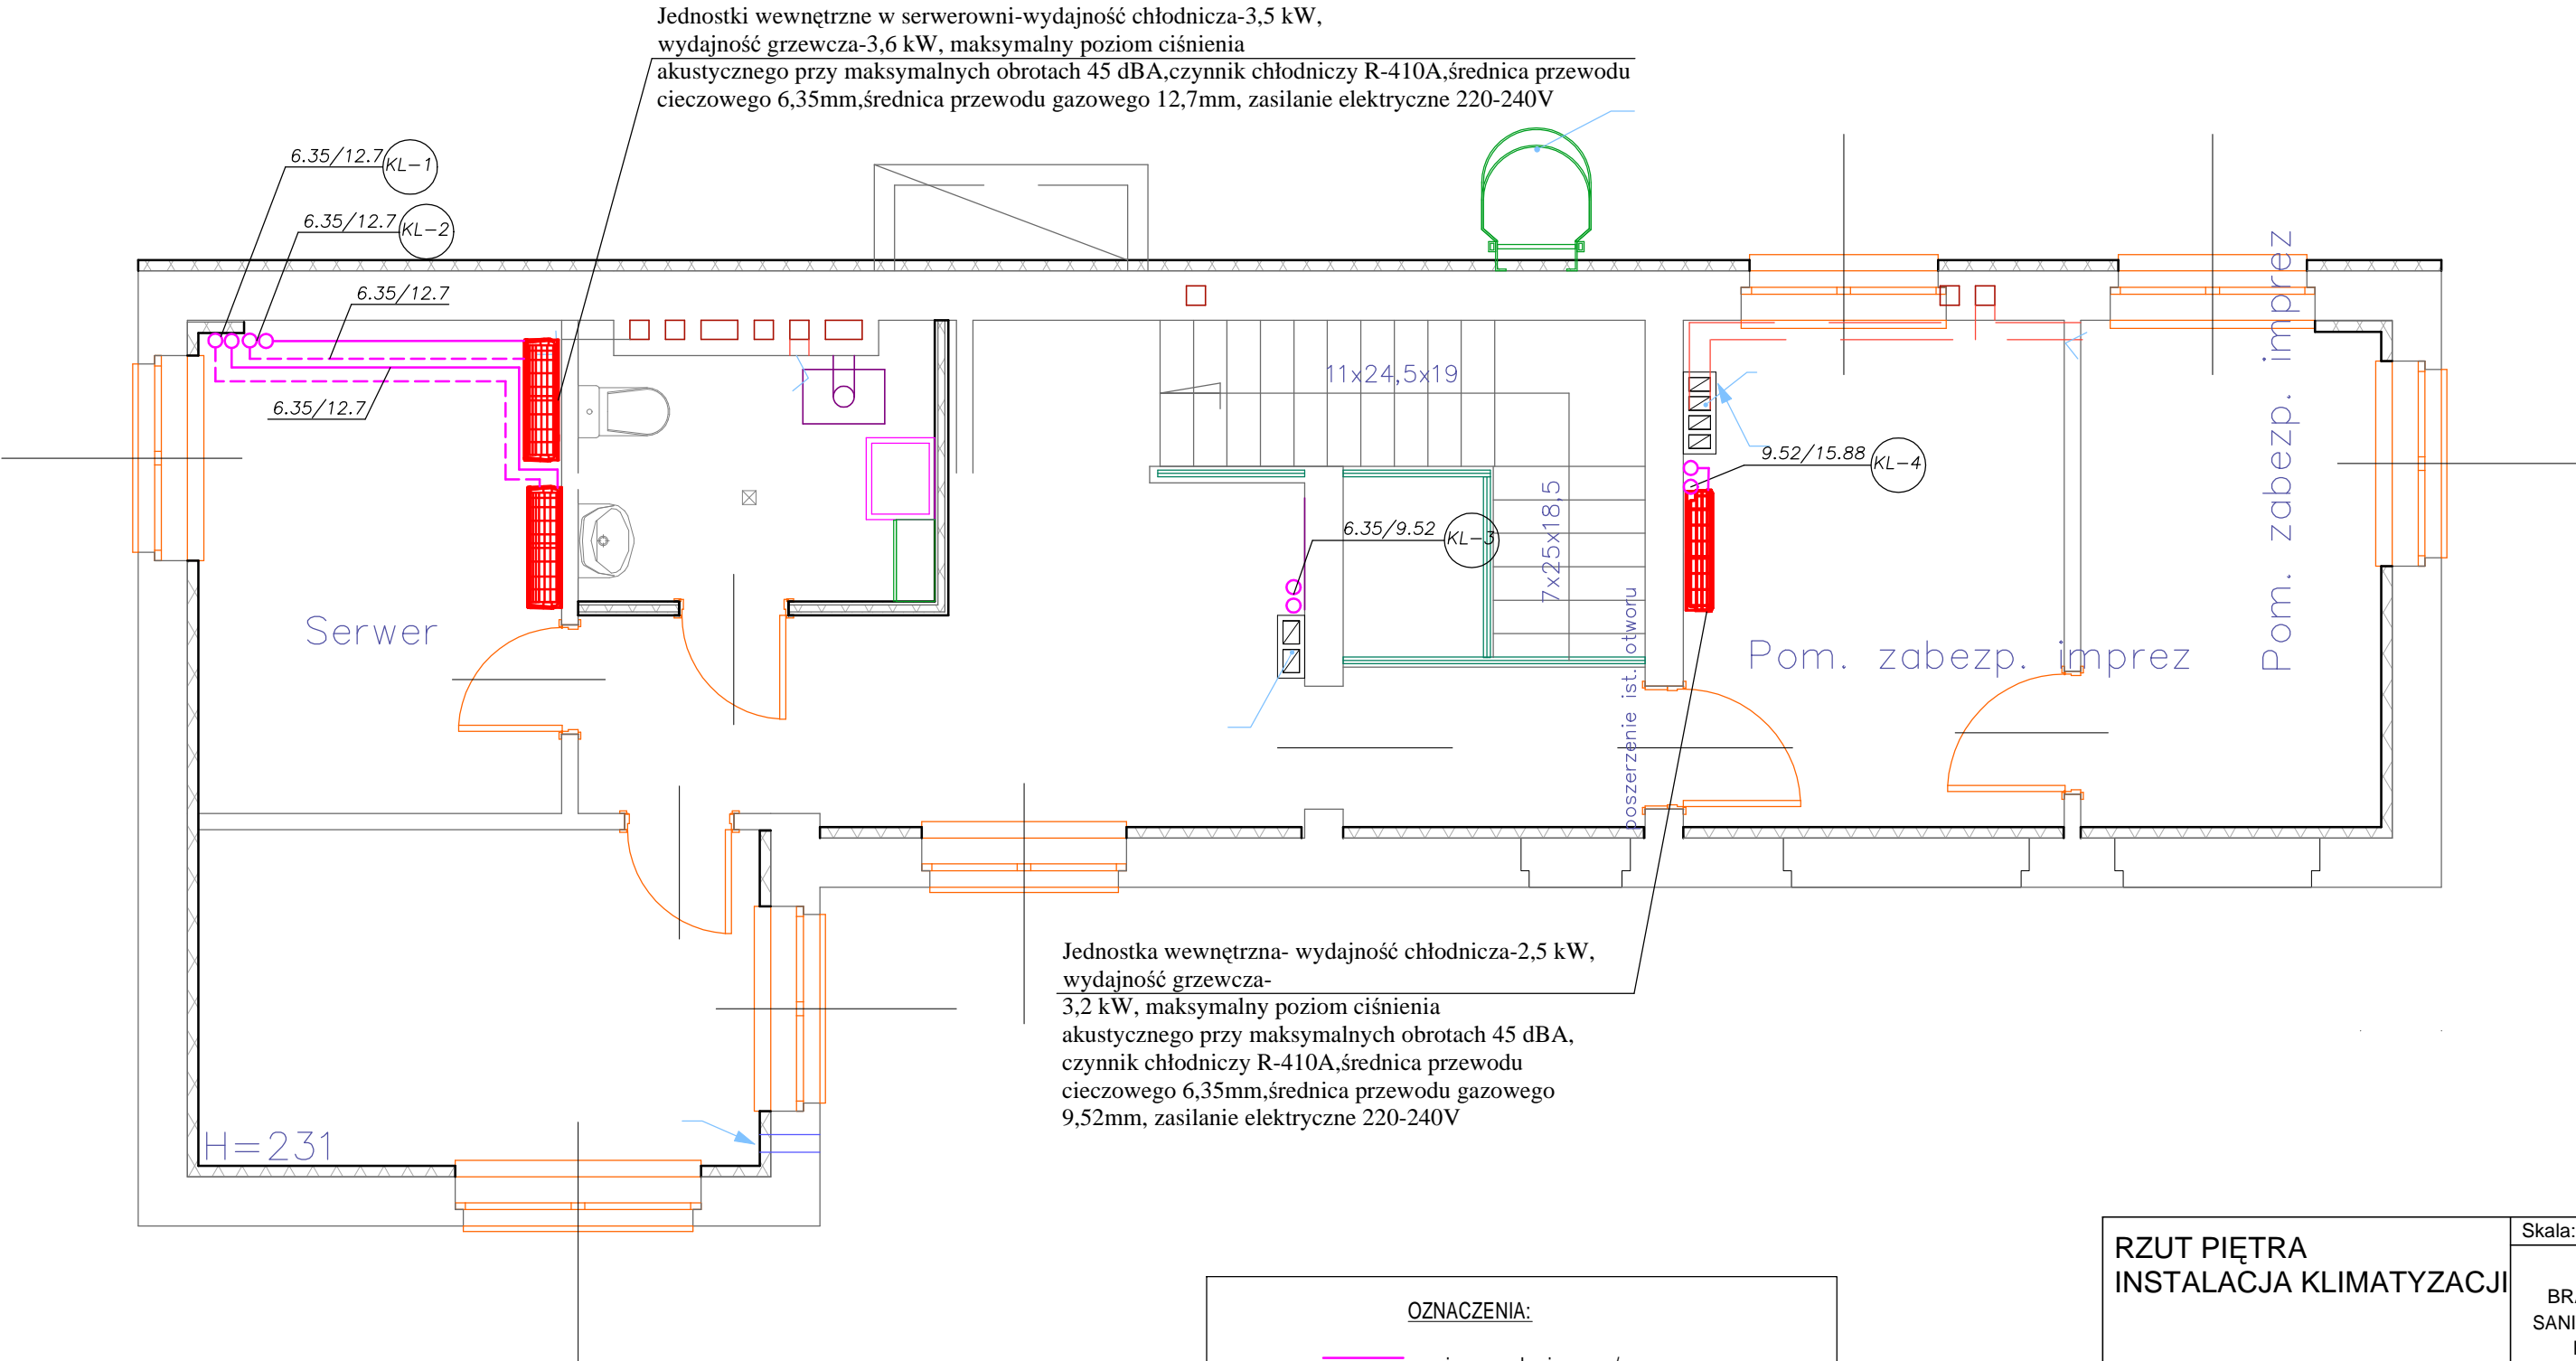 Jednostki wewnętrzne w serwerowni-wydajność chłodnicza-3,5 kW,
wydajność grzewcza-3,6 kW, maksymalny poziom ciśnienia
akustycznego przy maksymalnych obrotach 45 dBA,czynnik chłodniczy R-410A,średnica przewodu
cieczowego 6,35mm,średnica przewodu gazowego 12,7mm, zasilanie elektryczne 220-240V
6.35/12.7 KL-1
6.35/12.7 KL-2
6.35/12.7
6.35/12.7
11x24,5x19
7x25x18,5
9.52/15.88 KL-4
6.35/9.52 KL-3
Serwer
poszerzenie ist. otworu
Pom. zabezp. imprez
Pom. zabezp. imprez
Jednostka wewnętrzna- wydajność chłodnicza-2,5 kW,
wydajność grzewcza-
3,2 kW, maksymalny poziom ciśnienia
akustycznego przy maksymalnych obrotach 45 dBA,
czynnik chłodniczy R-410A,średnica przewodu
cieczowego 6,35mm,średnica przewodu gazowego
9,52mm, zasilanie elektryczne 220-240V
H=231
OZNACZENIA:
RZUT PIĘTRA
INSTALACJA KLIMATYZACJI
Skala:
BRA
SANI